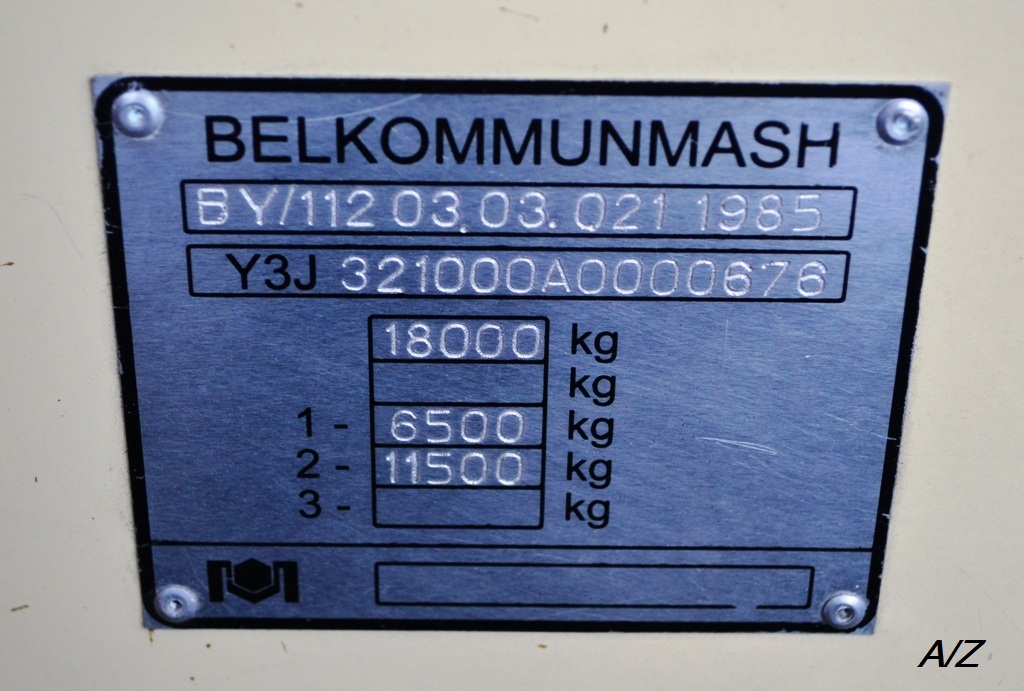 BELKOMMUNMASH
BY/112 03.03.021 1985
Y3J 321000A0000676
18000 kg
kg
1- 6500 kg
2- 11500 kg
3- kg
A/Z